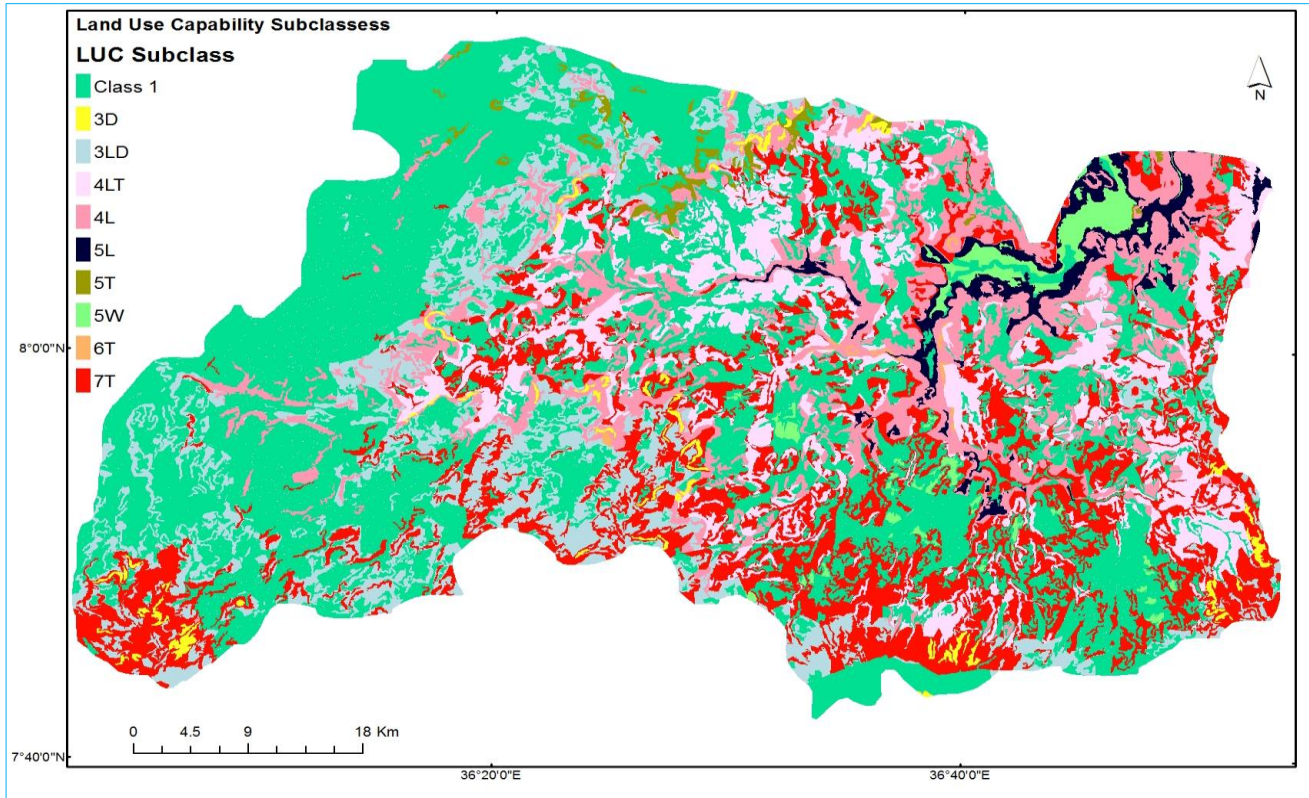 Land Use Capability Subclassess
LUC Subclass
Class 1
3D
3LD
4LT
4L
5L
5T
5W
6T
7T
N
8°0'0"N
0 4.5 9 18 Km
7°40'0"N
36°20'0"E 36°40'0"E